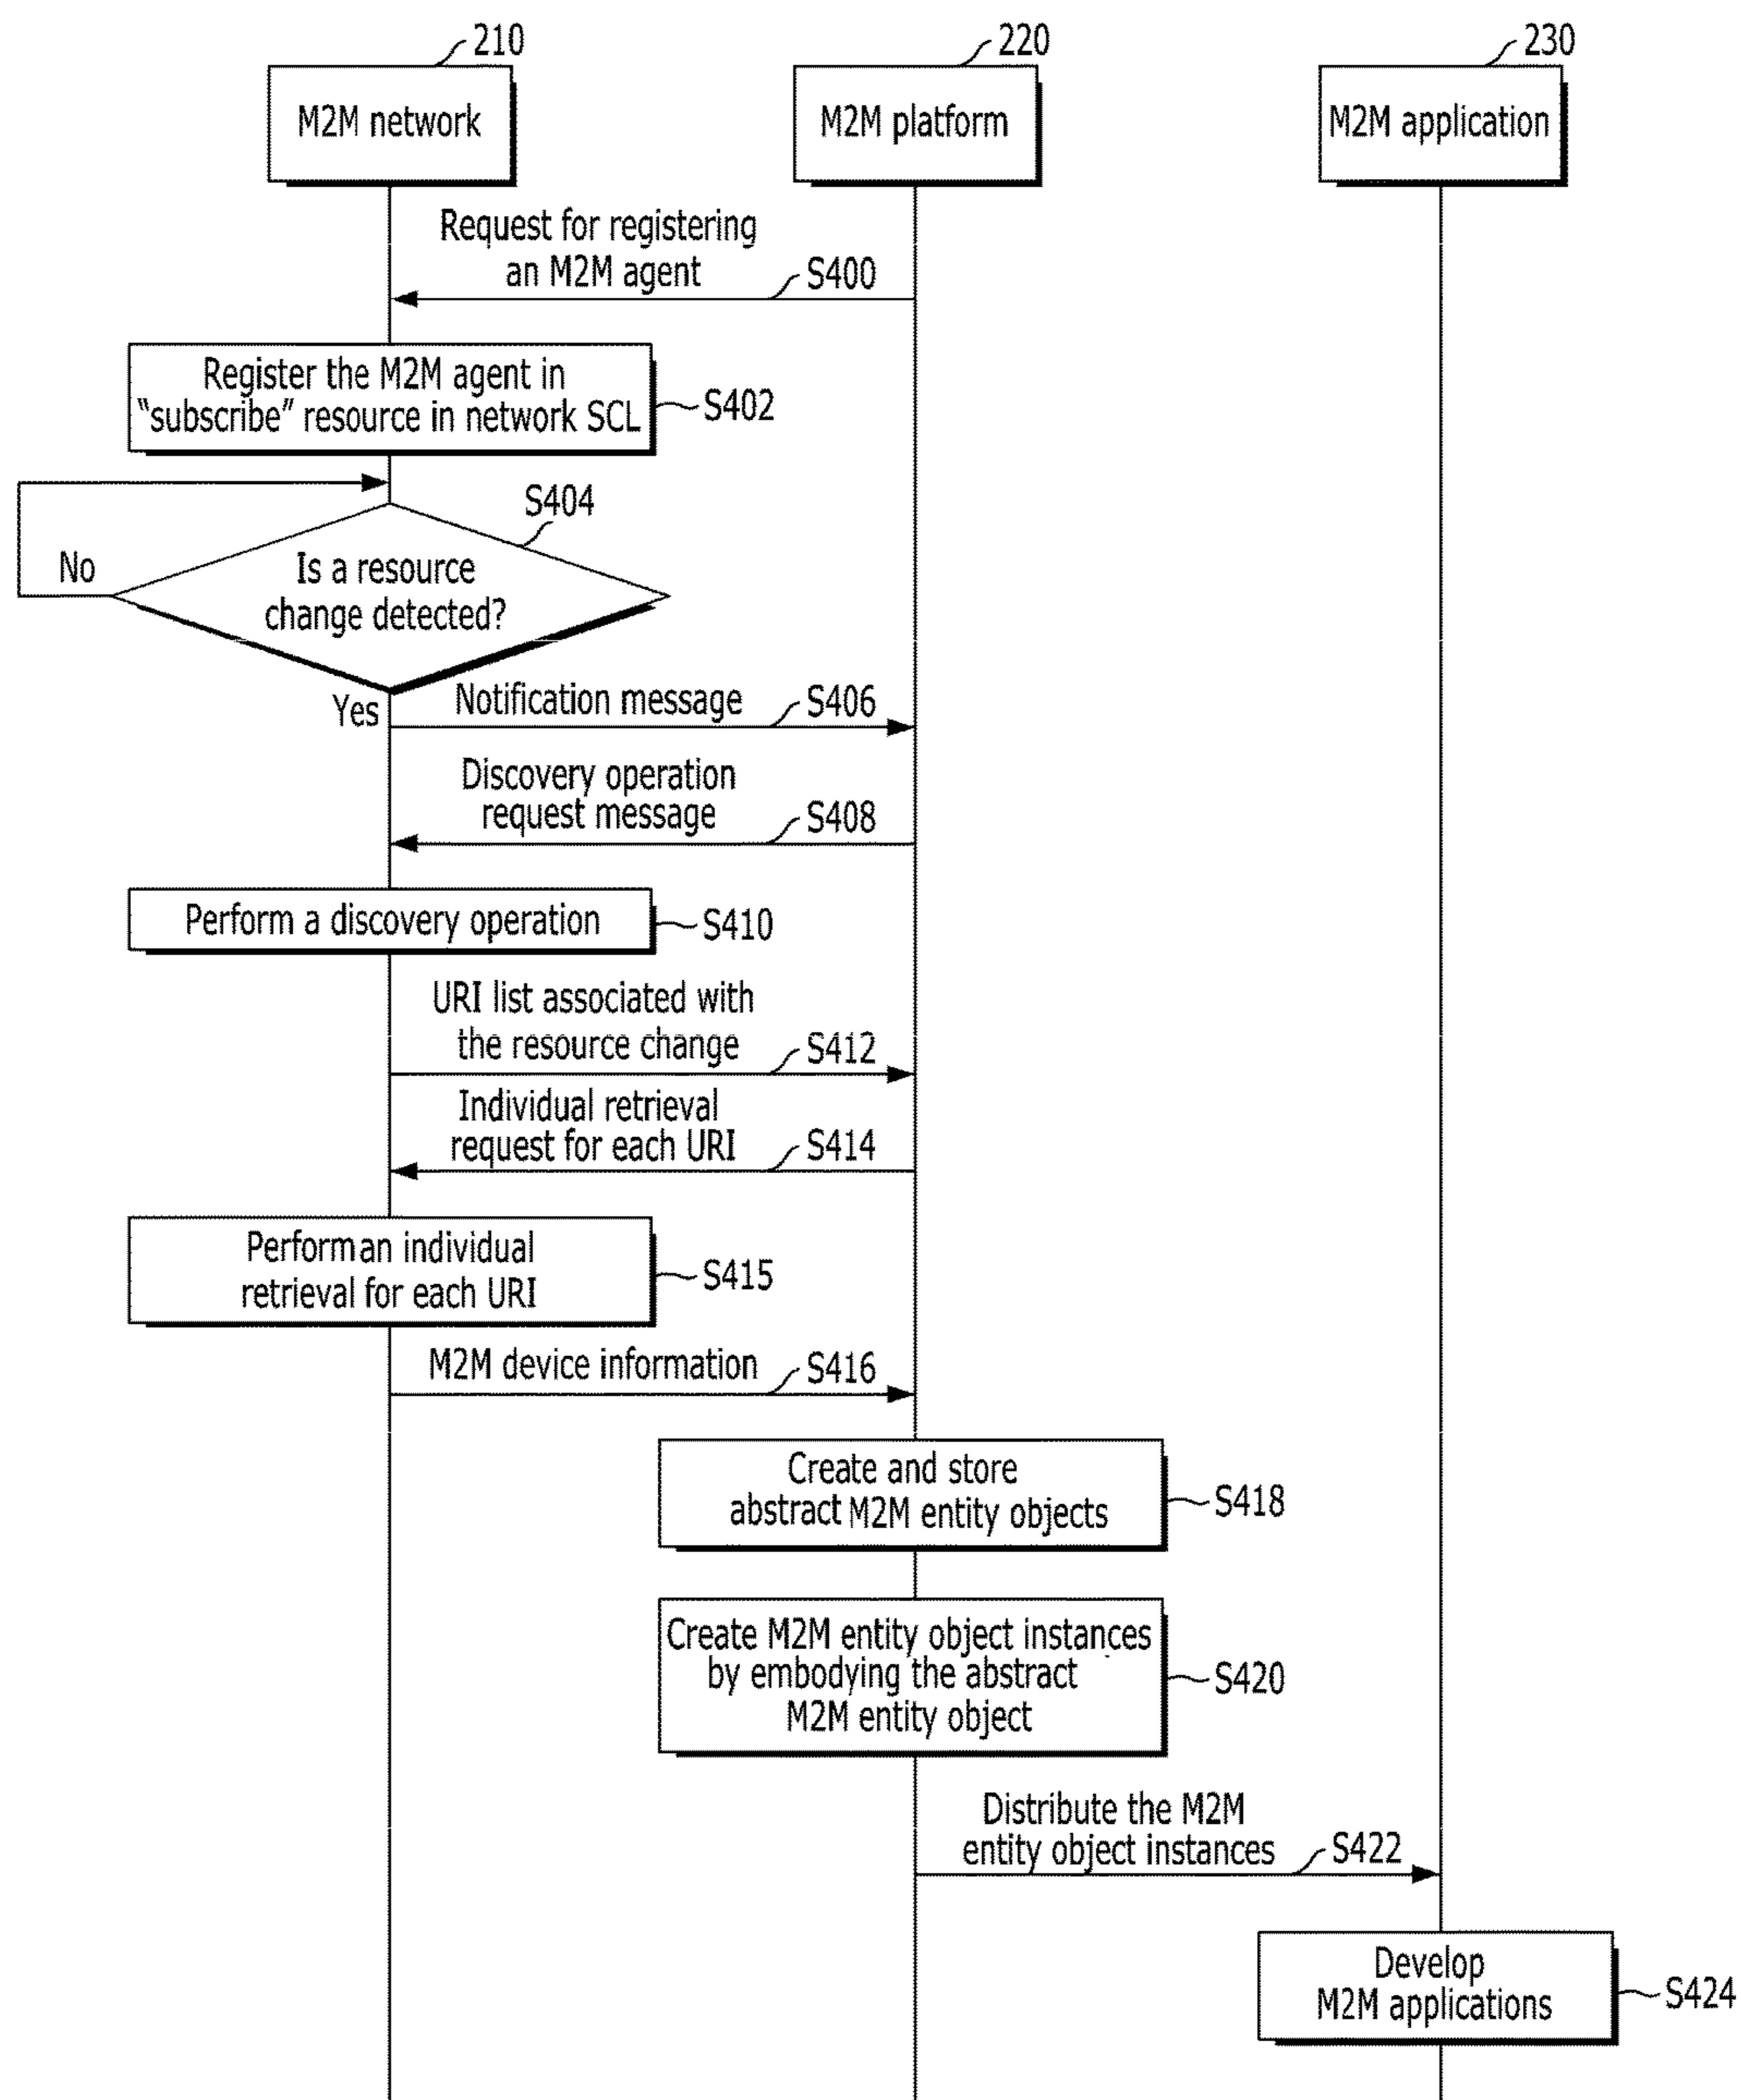 210
220
230
M2M network
M2M platform
M2M application
Request for registering
an M2M agent
S400
Register the M2M agent in
“subscribe” resource in network SCL
S402
S404
No
Is a resource
change detected?
Yes
Notification message
S406
Discovery operation
request message
S408
Perform a discovery operation
S410
URI list associated with
the resource change
S412
Individual retrieval
request for each URI
S414
Perform an individual
retrieval for each URI
S415
M2M device information
S416
Create and store
abstract M2M entity objects
S418
Create M2M entity object instances
by embodying the abstract
M2M entity object
S420
Distribute the M2M
entity object instances
S422
Develop
M2M applications
S424